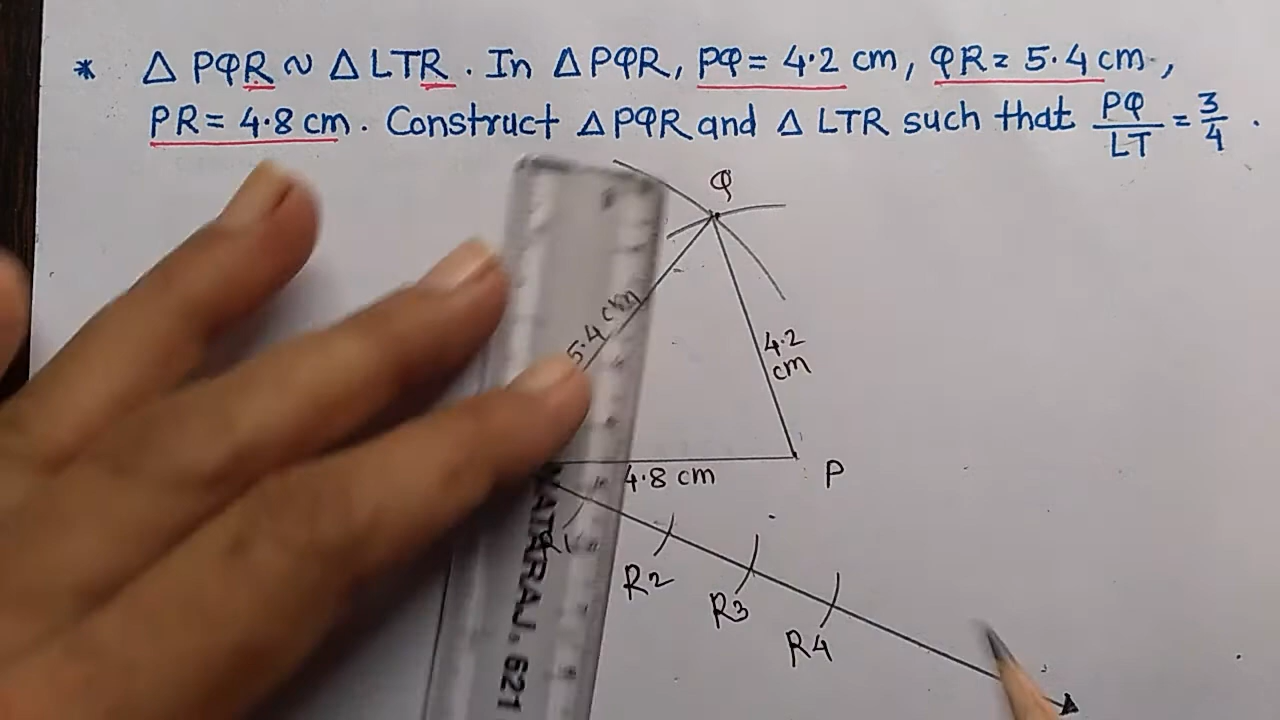 * △ PQR ~ △ LTR . In △PQR, PQ = 4.2 cm, QR = 5.4 cm ,
PR = 4.8 cm . Construct △PQR and △ LTR such that PQ/LT = 3/4 .
Q
5.4 cm
4.2
cm
4.8 cm
P
R2
R3
R4
NATARAJ. 621